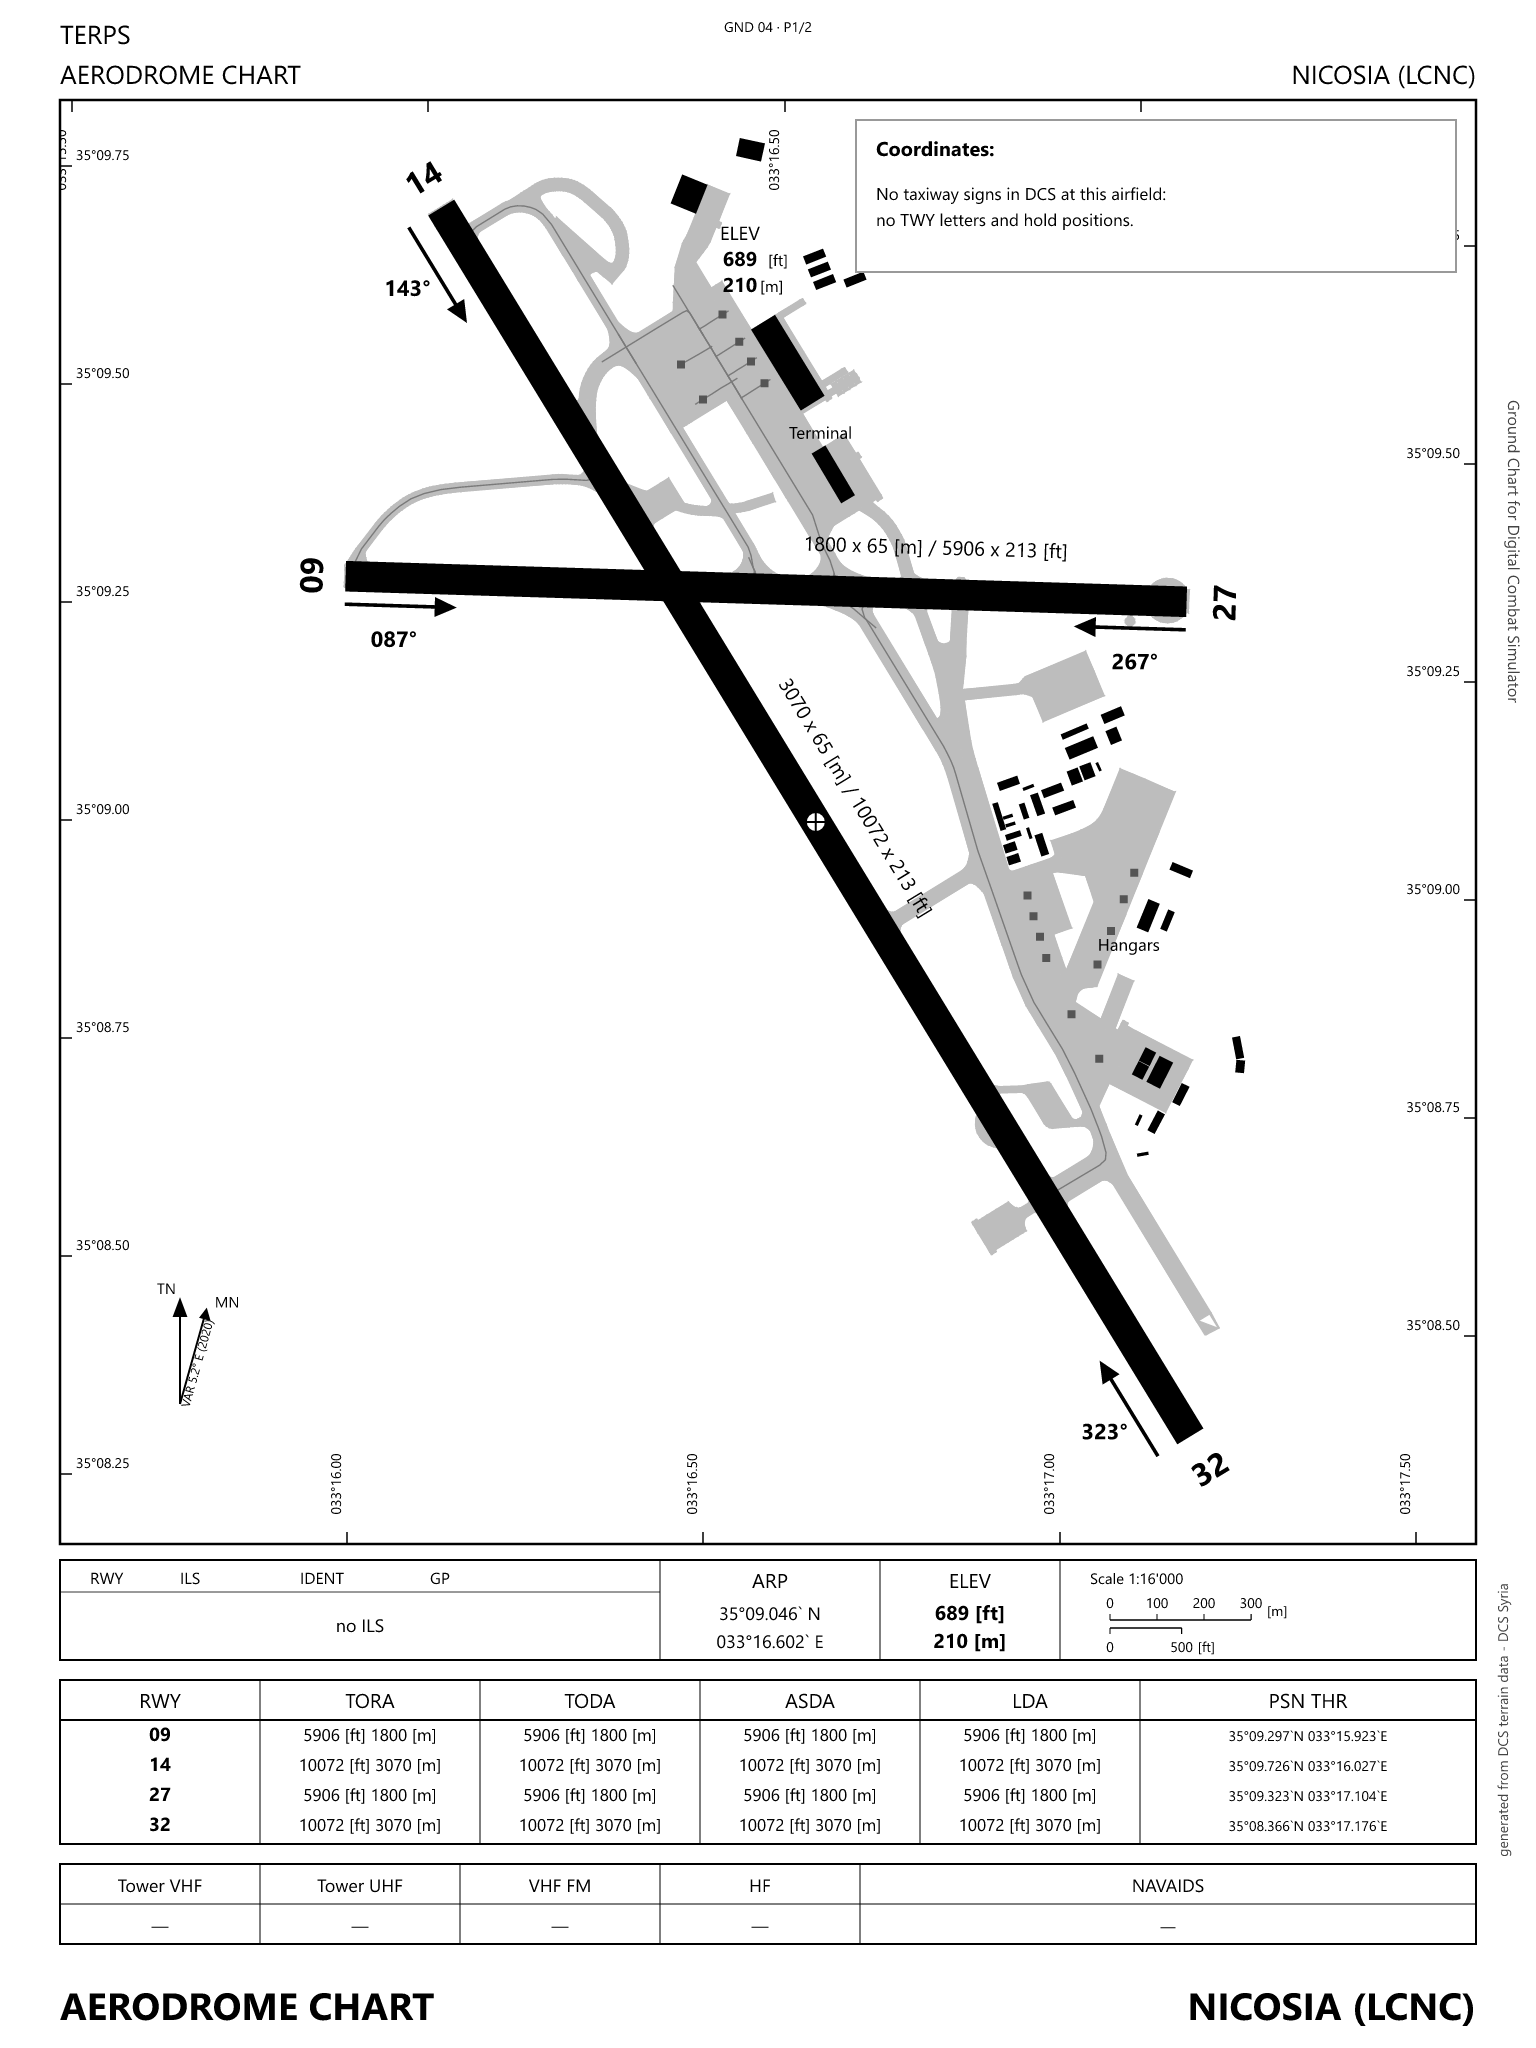 TERPS
GND 04 · P1/2
AERODROME CHART
NICOSIA (LCNC)
033°16.50
35°09.75
14
Coordinates:
No taxiway signs in DCS at this airfield:
no TWY letters and hold positions.
ELEV
689 [ft]
210 [m]
143°
35°09.50
Terminal
35°09.50
1800 x 65 [m] / 5906 x 213 [ft]
09
27
35°09.25
087°
267°
35°09.25
3070 x 65 [m] / 10072 x 213 [ft]
35°09.00
35°09.00
Hangars
35°08.75
35°08.75
35°08.50
35°08.50
TN
MN
VAR 5.2° E (2020)
323°
32
35°08.25
033°16.00
033°16.50
033°17.00
033°17.50
Ground Chart for Digital Combat Simulator
RWY ILS IDENT GP
no ILS
ARP
35°09.046` N
033°16.602` E
ELEV
689 [ft]
210 [m]
Scale 1:16'000
0 100 200 300 [m]
0 500 [ft]
RWY TORA TODA ASDA LDA PSN THR
09 5906 [ft] 1800 [m] 5906 [ft] 1800 [m] 5906 [ft] 1800 [m] 5906 [ft] 1800 [m] 35°09.297`N 033°15.923`E
14 10072 [ft] 3070 [m] 10072 [ft] 3070 [m] 10072 [ft] 3070 [m] 10072 [ft] 3070 [m] 35°09.726`N 033°16.027`E
27 5906 [ft] 1800 [m] 5906 [ft] 1800 [m] 5906 [ft] 1800 [m] 5906 [ft] 1800 [m] 35°09.323`N 033°17.104`E
32 10072 [ft] 3070 [m] 10072 [ft] 3070 [m] 10072 [ft] 3070 [m] 10072 [ft] 3070 [m] 35°08.366`N 033°17.176`E
generated from DCS terrain data - DCS Syria
Tower VHF Tower UHF VHF FM HF NAVAIDS
— — — — —
AERODROME CHART
NICOSIA (LCNC)